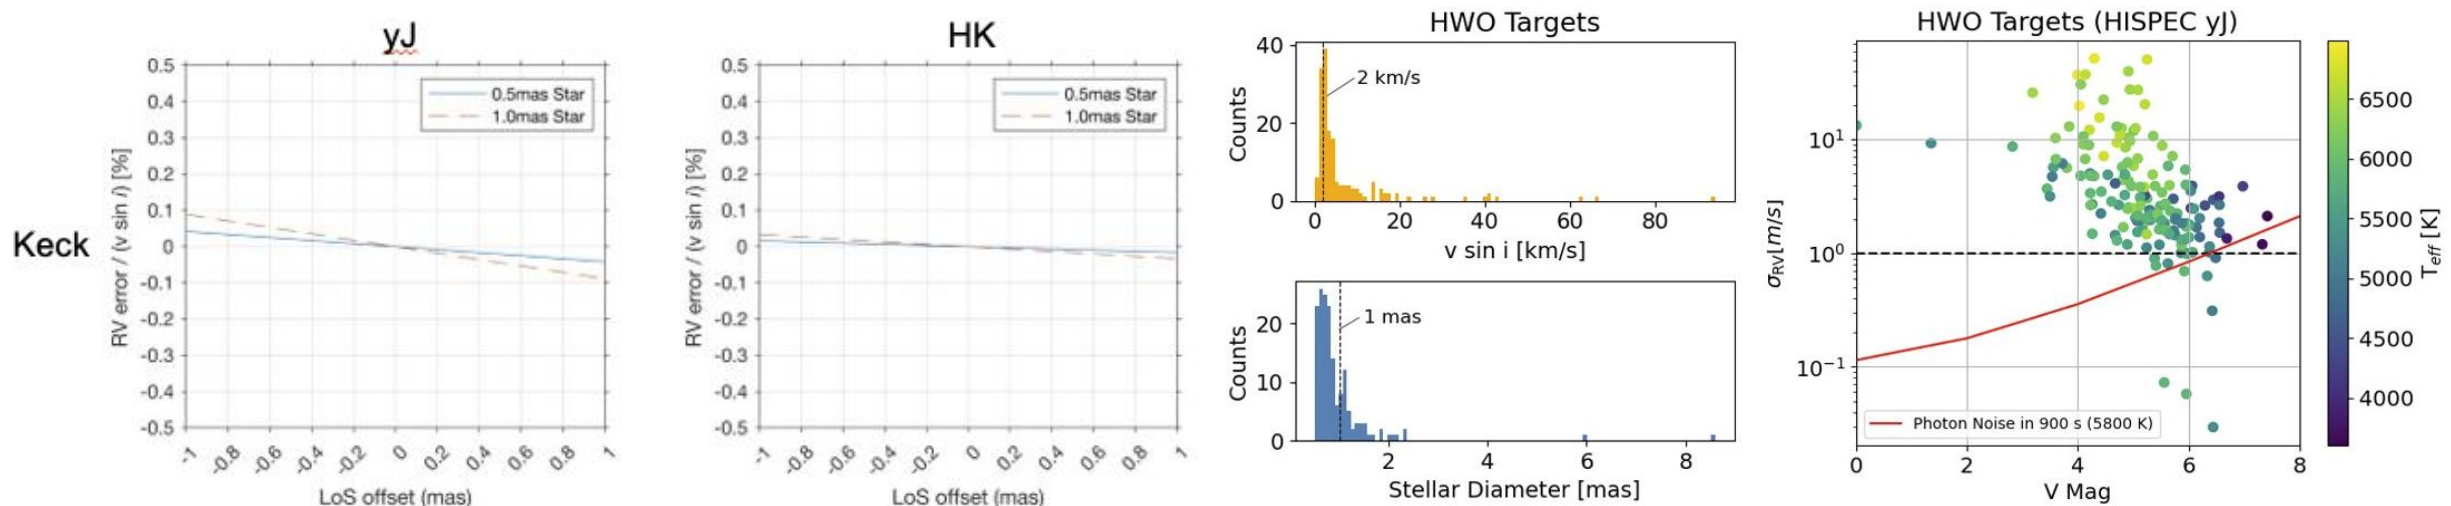 Keck
yJ
0.5
0.4
0.3
0.2
0.1
0
-0.1
-0.2
-0.3
-0.4
-0.5
RV error / (v sin i) [%]
0.5mas Star
1.0mas Star
-1 -0.8 -0.6 -0.4 -0.2 0 0.2 0.4 0.6 0.8 1
LoS offset (mas)
HK
0.5
0.4
0.3
0.2
0.1
0
-0.1
-0.2
-0.3
-0.4
-0.5
RV error / (v sin i) [%]
0.5mas Star
1.0mas Star
-1 -0.8 -0.6 -0.4 -0.2 0 0.2 0.4 0.6 0.8 1
LoS offset (mas)
HWO Targets
40
20
0
Counts
2 km/s
0 20 40 60 80
v sin i [km/s]
20
10
0
Counts
1 mas
2 4 6 8
Stellar Diameter [mas]
HWO Targets (HISPEC yJ)
10¹
10⁰
10⁻¹
σRV[m/s]
Photon Noise in 900 s (5800 K)
0 2 4 6 8
V Mag
6500
6000
5500
5000
4500
4000
Teff [K]